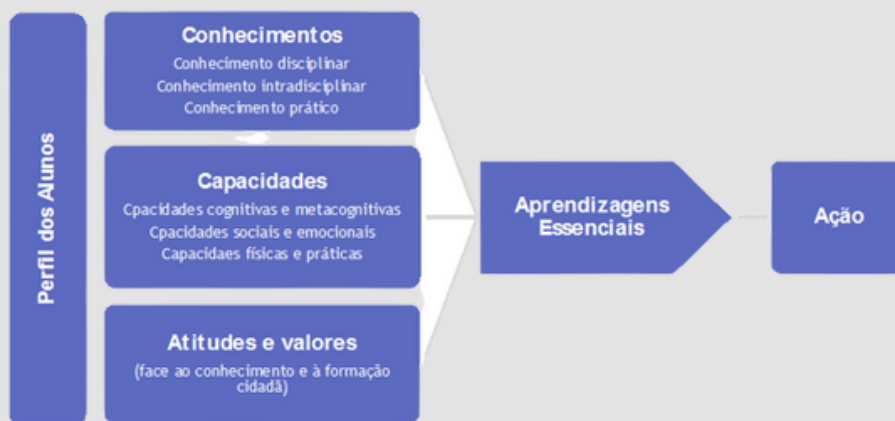 Perfil dos Alunos
Conhecimentos
Conhecimento disciplinar
Conhecimento intradisciplinar
Conhecimento prático
Capacidades
Cpacidades cognitivas e metacognitivas
Cpacidades sociais e emocionais
Capacidaes físicas e práticas
Atitudes e valores
(face ao conhecimento e à formação
cidadã)
Aprendizagens
Essenciais
Ação